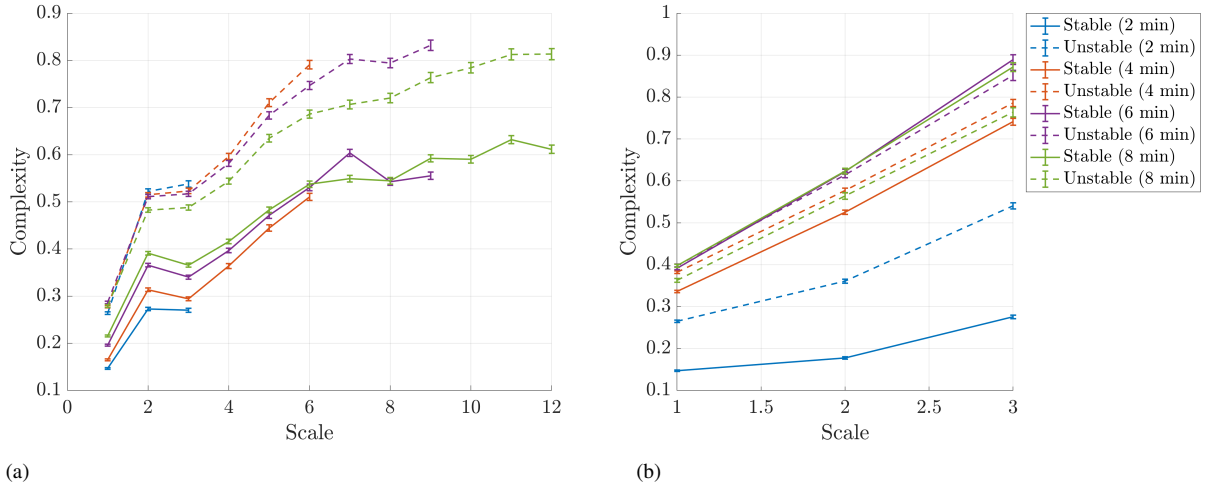 0.9
0.8
0.7
0.6
0.5
0.4
0.3
0.2
0.1
Complexity
0 2 4 6 8 10 12
Scale
(a)
1
0.9
0.8
0.7
0.6
0.5
0.4
0.3
0.2
0.1
Complexity
1 1.5 2 2.5 3
Scale
(b)
Stable (2 min)
Unstable (2 min)
Stable (4 min)
Unstable (4 min)
Stable (6 min)
Unstable (6 min)
Stable (8 min)
Unstable (8 min)